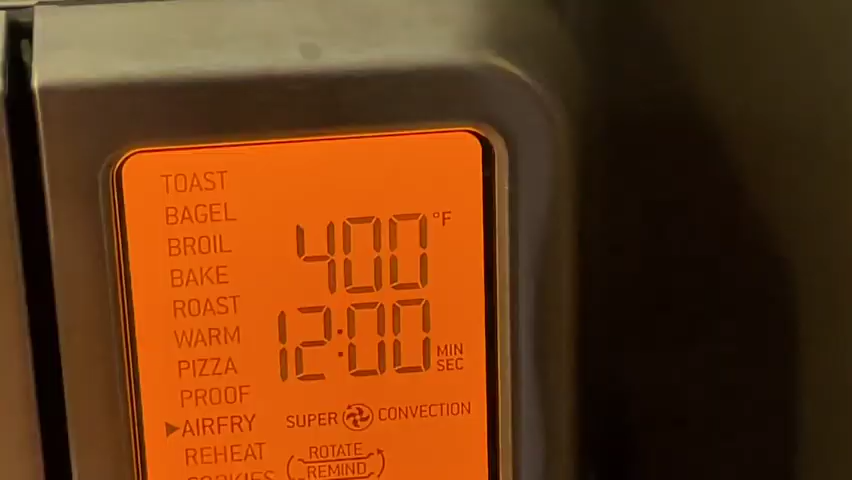 TOAST
BAGEL
BROIL
BAKE
ROAST
WARM
PIZZA
PROOF
▶AIRFRY
REHEAT
COOKIES
400°F
12:00
MIN
SEC
SUPER CONVECTION
ROTATE
REMIND